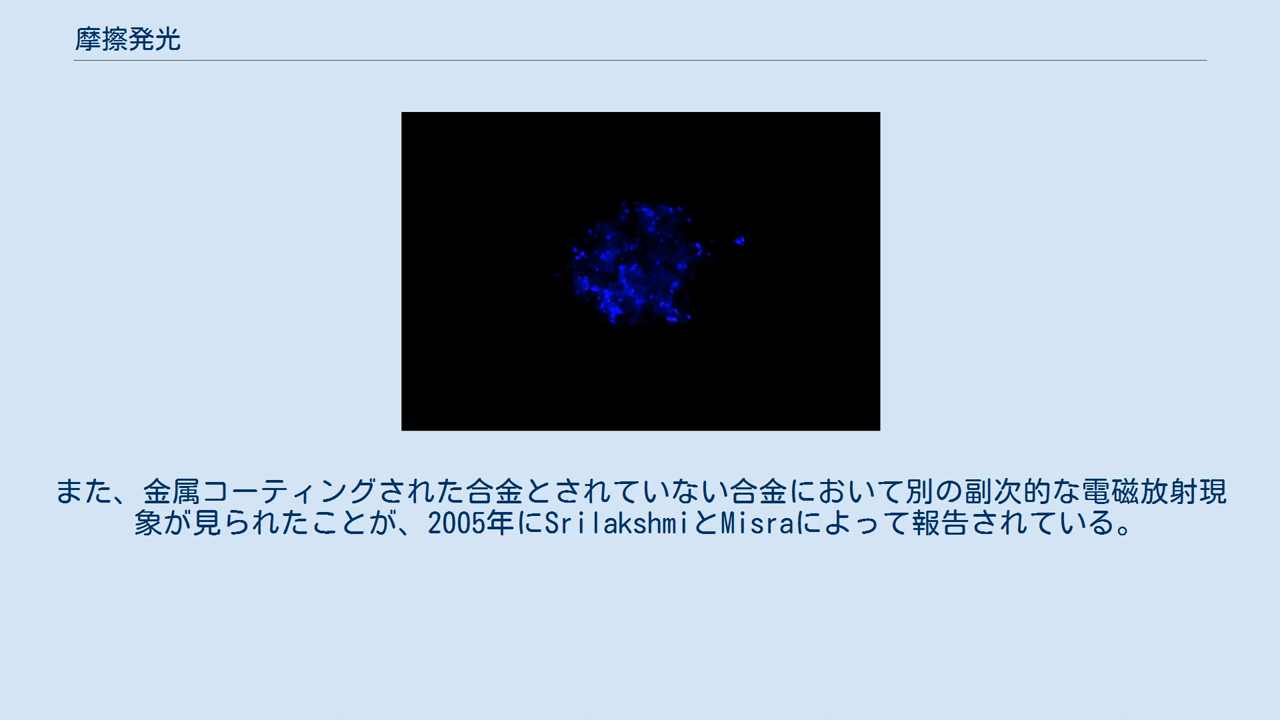 摩擦発光
また、金属コーティングされた合金とされていない合金において別の副次的な電磁放射現
象が見られたことが、2005年にSrilakshmiとMisraによって報告されている。